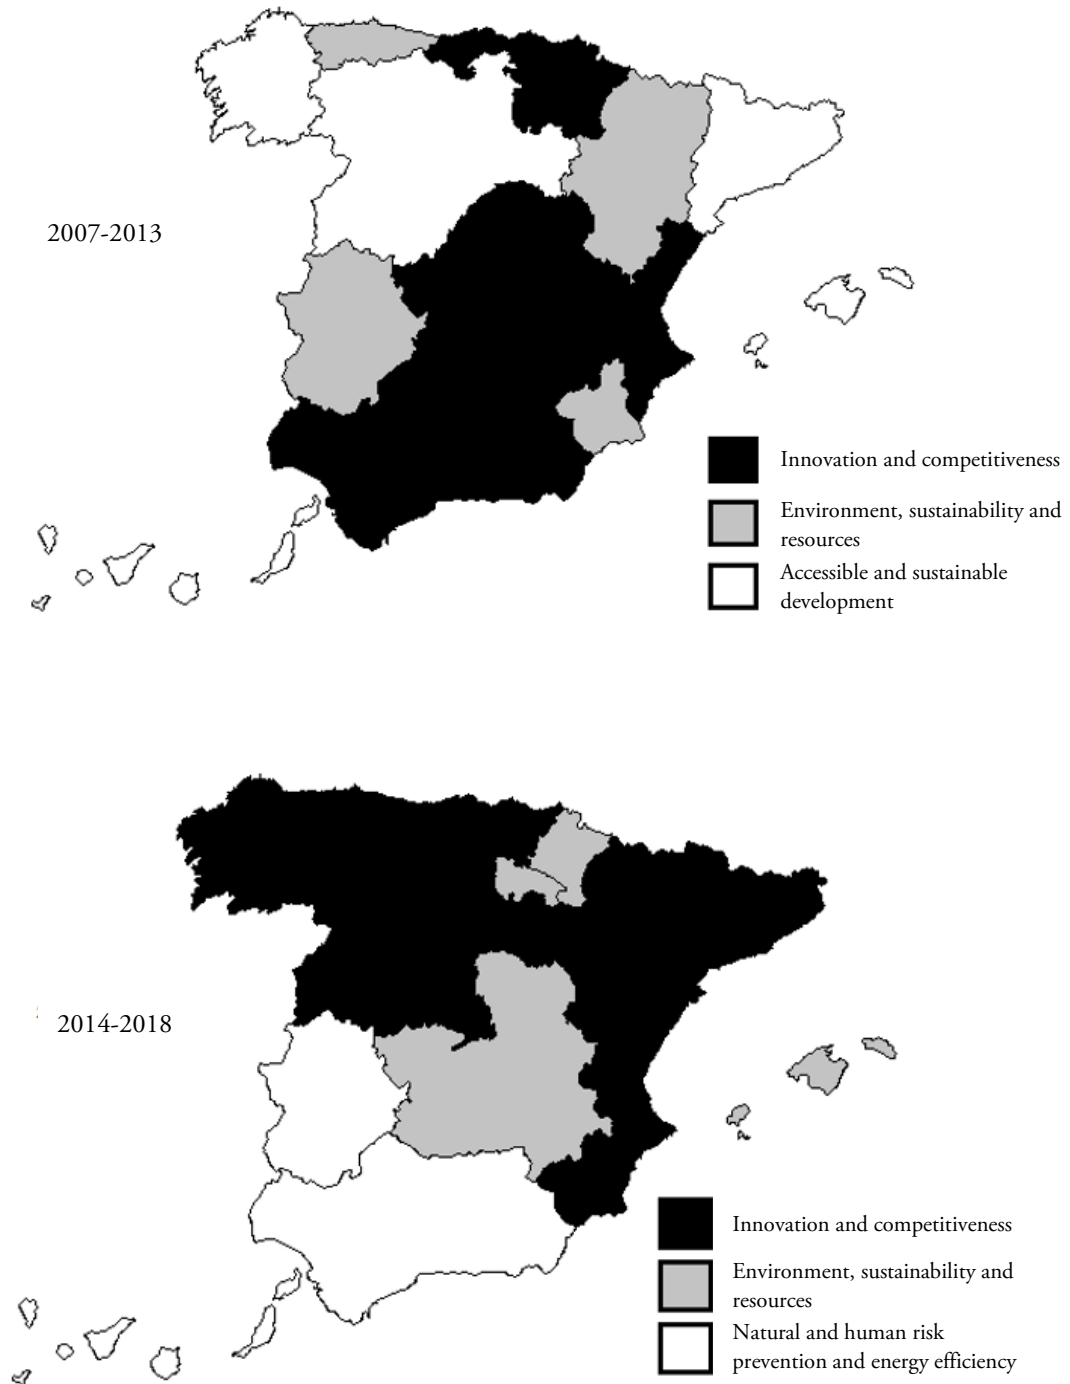 2007-2013
Innovation and competitiveness
Environment, sustainability and
resources
Accessible and sustainable
development
2014-2018
Innovation and competitiveness
Environment, sustainability and
resources
Natural and human risk
prevention and energy efficiency